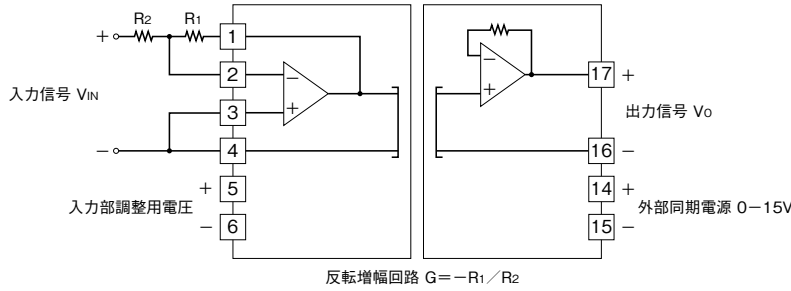 R2 R1
+ 1
2 −
入力信号 VIN
3 +
− 4
+ 5
入力部調整用電圧
− 6
−
+
17 +
出力信号 VO
16 −
14 +
外部同期電源 0−15V
15 −
反転増幅回路 G=−R1/R2